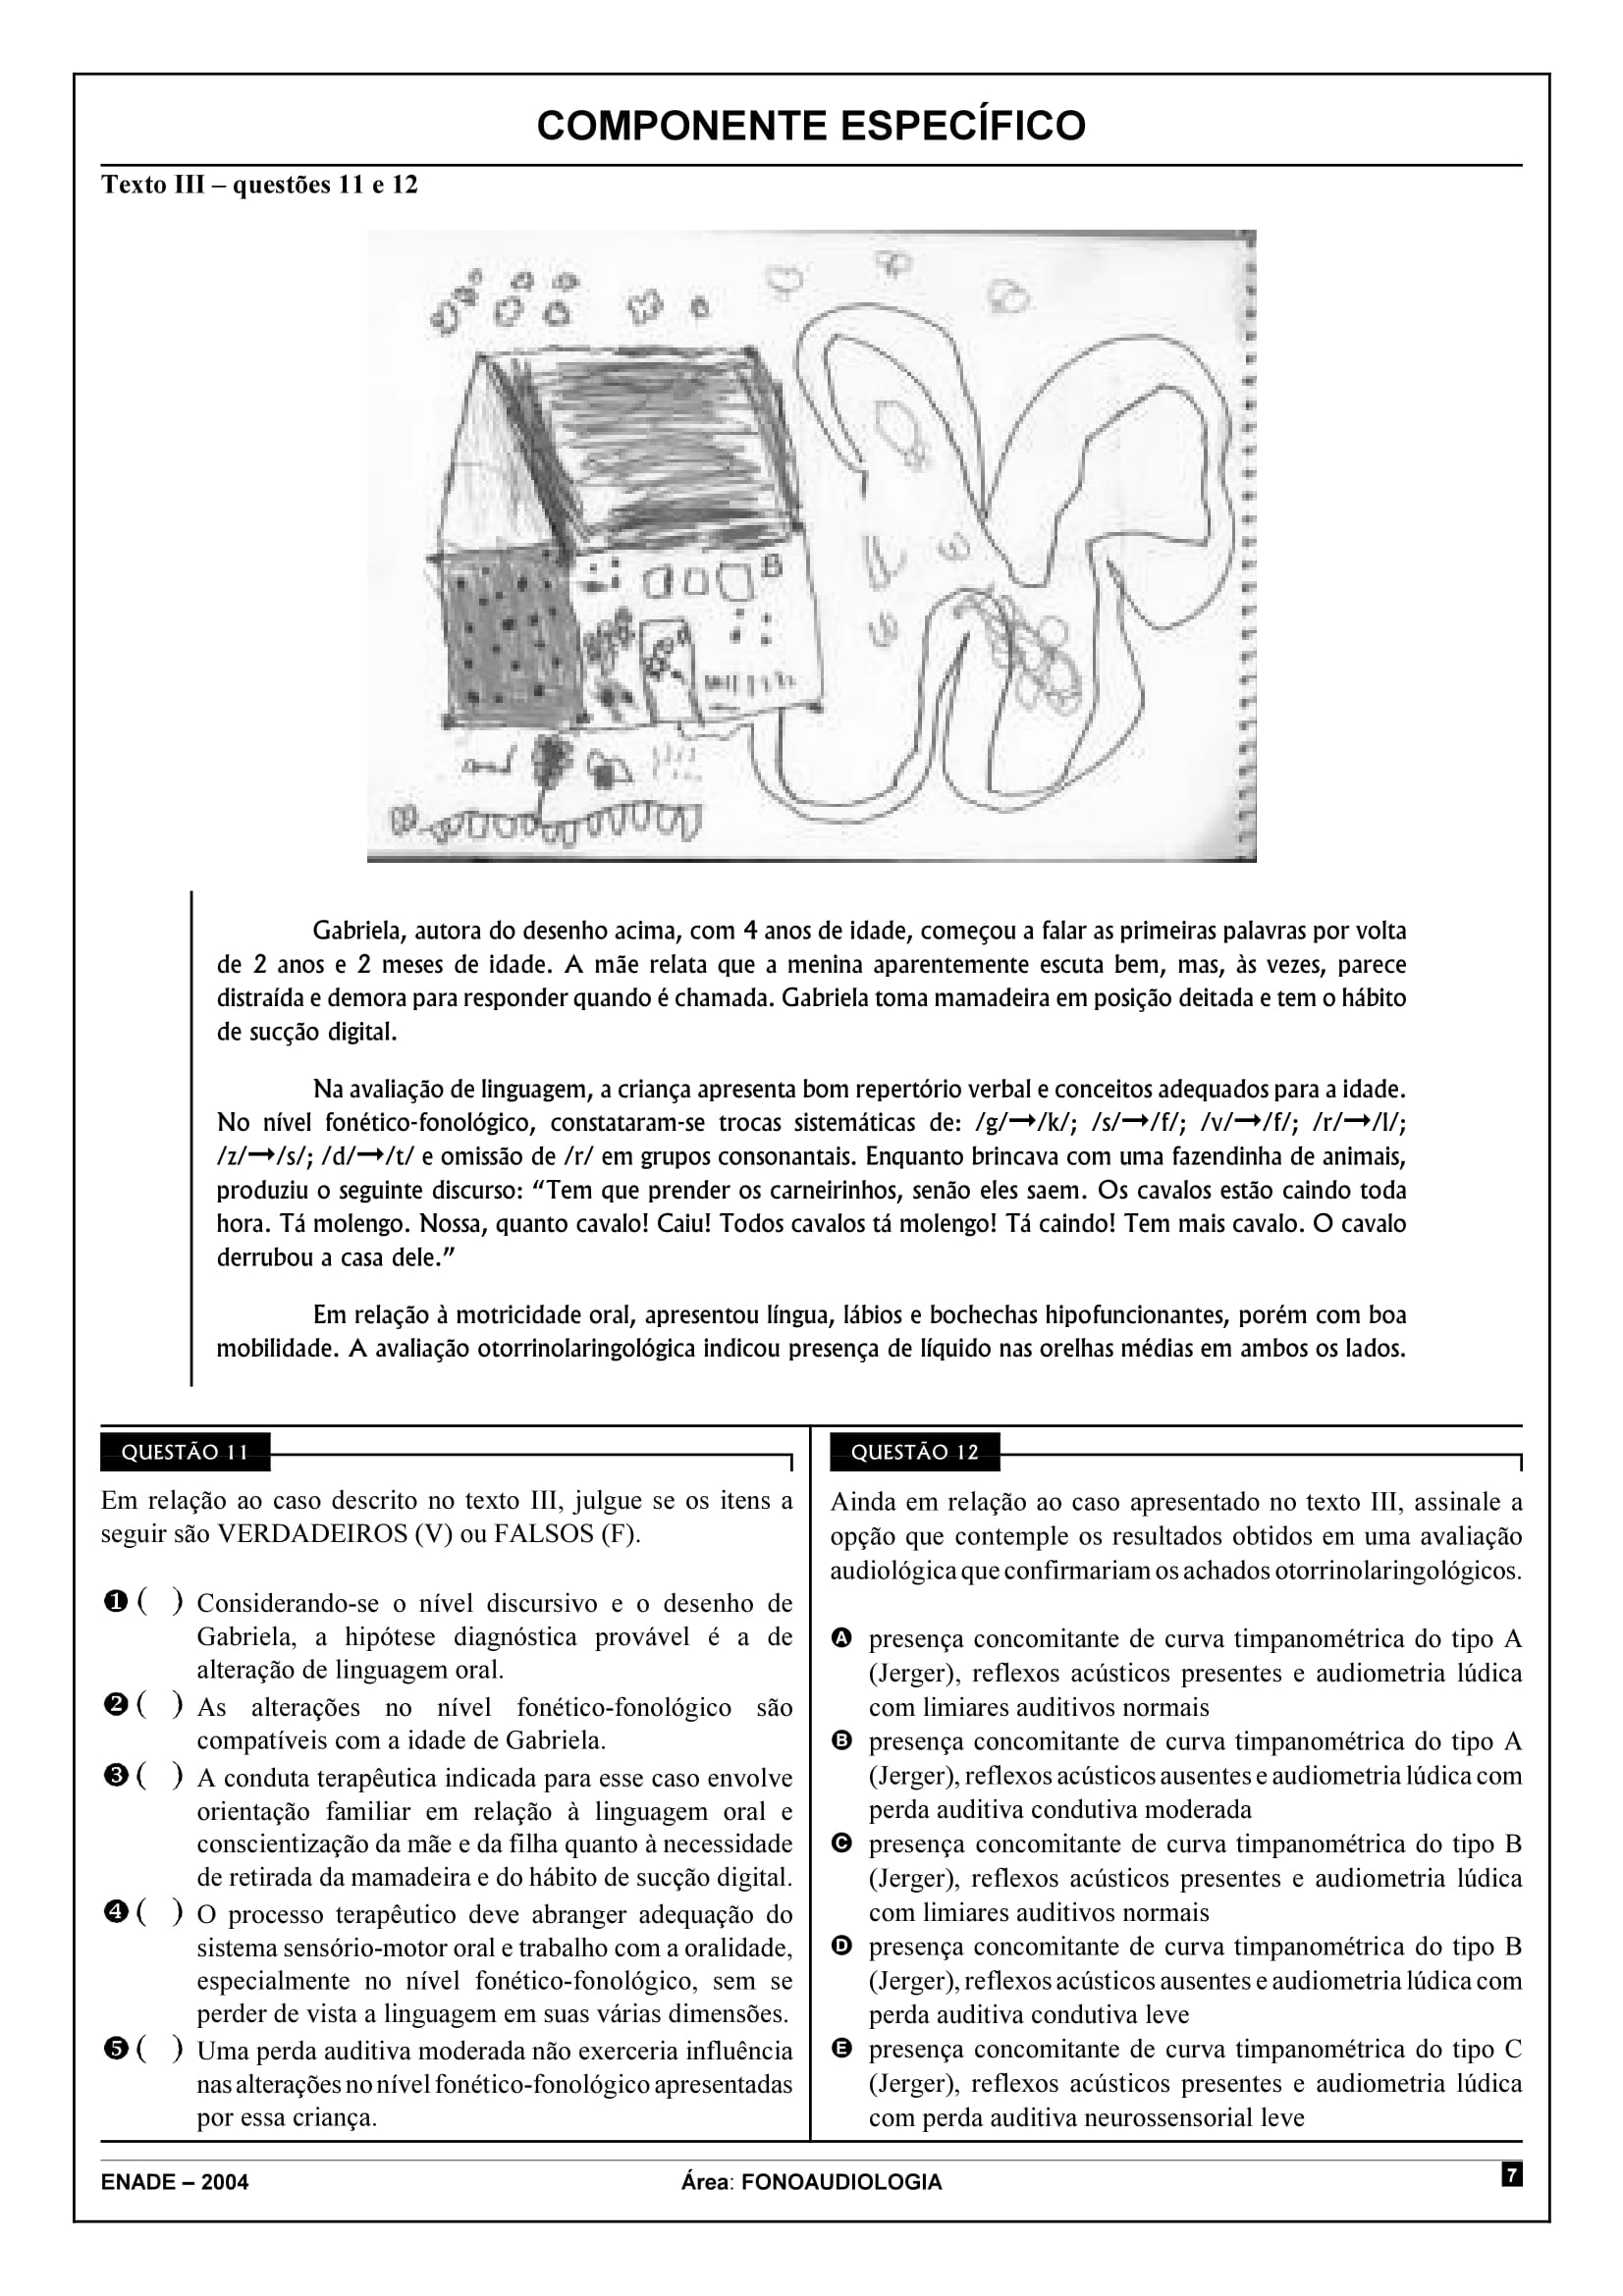 COMPONENTE ESPECÍFICO
Texto III – questões 11 e 12
B
Gabriela, autora do desenho acima, com 4 anos de idade, começou a falar as primeiras palavras por volta
de 2 anos e 2 meses de idade. A mãe relata que a menina aparentemente escuta bem, mas, às vezes, parece
distraída e demora para responder quando é chamada. Gabriela toma mamadeira em posição deitada e tem o hábito
de sucção digital.
Na avaliação de linguagem, a criança apresenta bom repertório verbal e conceitos adequados para a idade.
No nível fonético-fonológico, constataram-se trocas sistemáticas de: /g/→/k/; /s/→/f/; /v/→/f/; /r/→/l/;
/z/→/s/; /d/→/t/ e omissão de /r/ em grupos consonantais. Enquanto brincava com uma fazendinha de animais,
produziu o seguinte discurso: “Tem que prender os carneirinhos, senão eles saem. Os cavalos estão caindo toda
hora. Tá molengo. Nossa, quanto cavalo! Caiu! Todos cavalos tá molengo! Tá caindo! Tem mais cavalo. O cavalo
derrubou a casa dele.”
Em relação à motricidade oral, apresentou língua, lábios e bochechas hipofuncionantes, porém com boa
mobilidade. A avaliação otorrinolaringológica indicou presença de líquido nas orelhas médias em ambos os lados.
QUESTÃO 11
Em relação ao caso descrito no texto III, julgue se os itens a
seguir são VERDADEIROS (V) ou FALSOS (F).
❶ ( ) Considerando-se o nível discursivo e o desenho de
Gabriela, a hipótese diagnóstica provável é a de
alteração de linguagem oral.
❷ ( ) As alterações no nível fonético-fonológico são
compatíveis com a idade de Gabriela.
❸ ( ) A conduta terapêutica indicada para esse caso envolve
orientação familiar em relação à linguagem oral e
conscientização da mãe e da filha quanto à necessidade
de retirada da mamadeira e do hábito de sucção digital.
❹ ( ) O processo terapêutico deve abranger adequação do
sistema sensório-motor oral e trabalho com a oralidade,
especialmente no nível fonético-fonológico, sem se
perder de vista a linguagem em suas várias dimensões.
❺ ( ) Uma perda auditiva moderada não exerceria influência
nas alterações no nível fonético-fonológico apresentadas
por essa criança.
QUESTÃO 12
Ainda em relação ao caso apresentado no texto III, assinale a
opção que contemple os resultados obtidos em uma avaliação
audiológica que confirmariam os achados otorrinolaringológicos.
A presença concomitante de curva timpanométrica do tipo A
(Jerger), reflexos acústicos presentes e audiometria lúdica
com limiares auditivos normais
B presença concomitante de curva timpanométrica do tipo A
(Jerger), reflexos acústicos ausentes e audiometria lúdica com
perda auditiva condutiva moderada
C presença concomitante de curva timpanométrica do tipo B
(Jerger), reflexos acústicos presentes e audiometria lúdica
com limiares auditivos normais
D presença concomitante de curva timpanométrica do tipo B
(Jerger), reflexos acústicos ausentes e audiometria lúdica com
perda auditiva condutiva leve
E presença concomitante de curva timpanométrica do tipo C
(Jerger), reflexos acústicos presentes e audiometria lúdica
com perda auditiva neurossensorial leve
ENADE – 2004
Área: FONOAUDIOLOGIA
7